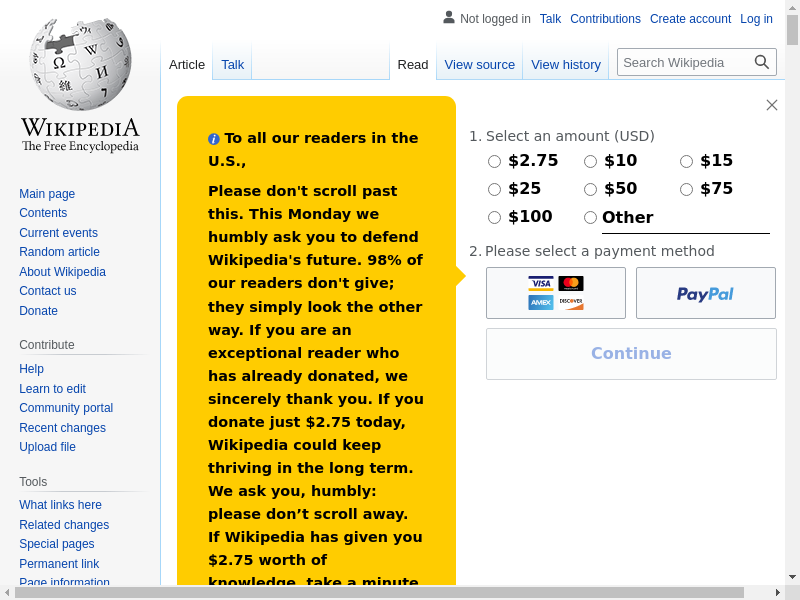 Not logged in Talk Contributions Create account Log in
Article Talk Read View source View history Search Wikipedia
Ω W И 維
WIKIPEDIA
The Free Encyclopedia
Main page
Contents
Current events
Random article
About Wikipedia
Contact us
Donate
Contribute
Help
Learn to edit
Community portal
Recent changes
Upload file
Tools
What links here
Related changes
Special pages
Permanent link
Page information
To all our readers in the
U.S.,
Please don't scroll past
this. This Monday we
humbly ask you to defend
Wikipedia's future. 98% of
our readers don't give;
they simply look the other
way. If you are an
exceptional reader who
has already donated, we
sincerely thank you. If you
donate just $2.75 today,
Wikipedia could keep
thriving in the long term.
We ask you, humbly:
please don’t scroll away.
If Wikipedia has given you
$2.75 worth of
knowledge, take a minute
1. Select an amount (USD)
$2.75 $10 $15
$25 $50 $75
$100 Other
2. Please select a payment method
VISA MasterCard PayPal
AMEX DISCOVER
Continue